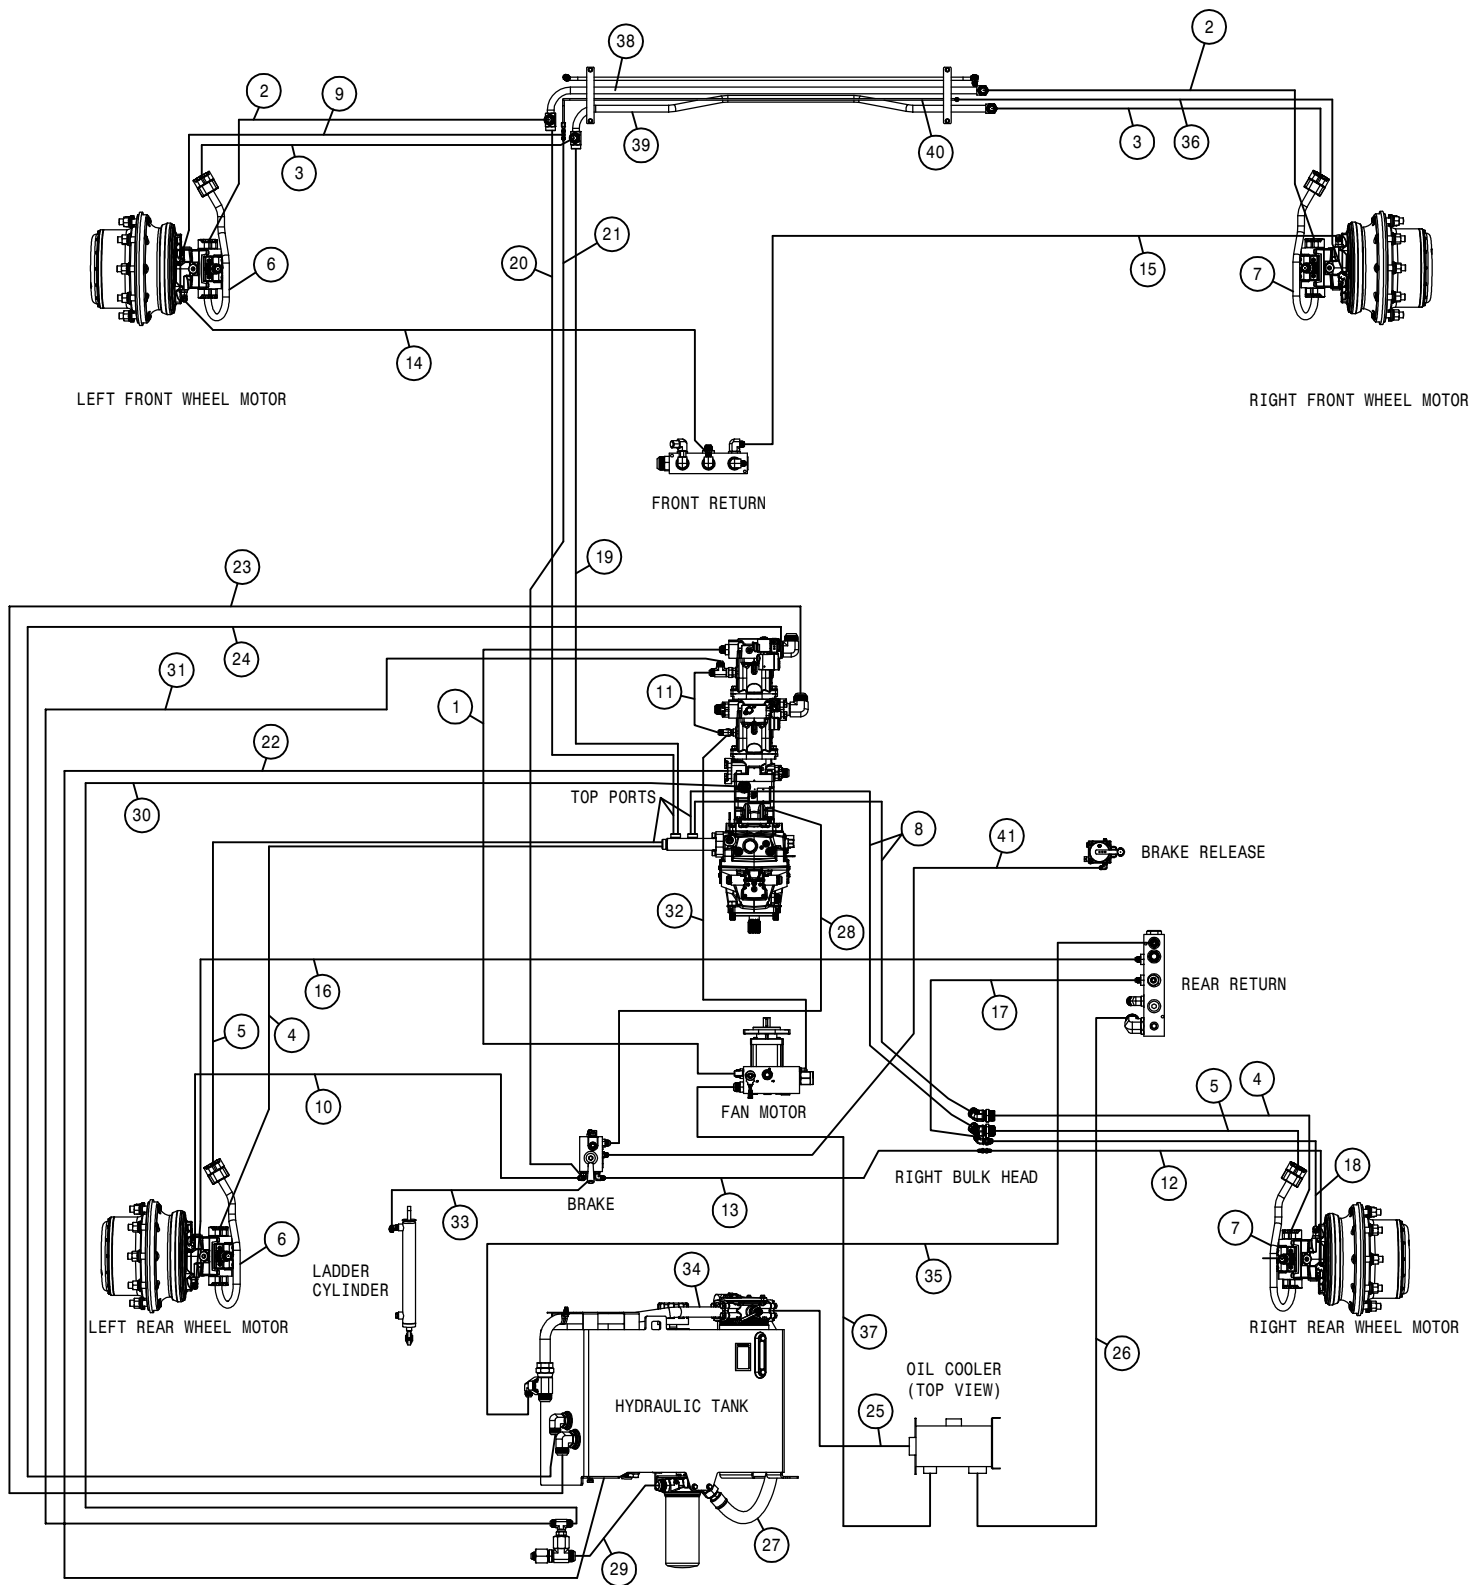 38
2
2
9
39
40
3
36
3
21
20
6
15
7
14
LEFT FRONT WHEEL MOTOR
RIGHT FRONT WHEEL MOTOR
FRONT RETURN
19
23
24
31
11
1
22
30
TOP PORTS
8
41
BRAKE RELEASE
32
28
REAR RETURN
16
17
5
4
10
FAN MOTOR
5
4
RIGHT BULK HEAD
BRAKE
33
13
12
18
6
7
LADDER
CYLINDER
34
35
LEFT REAR WHEEL MOTOR
RIGHT REAR WHEEL MOTOR
37
26
OIL COOLER
(TOP VIEW)
HYDRAULIC TANK
25
27
29